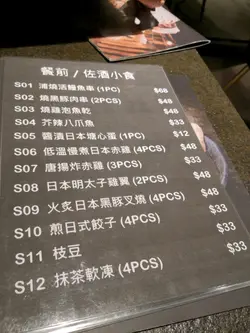 餐前 / 佐酒小食
S01 蒲燒活鰻魚串 (1PC) $68
S02 燒黑豚肉串 (2PCS) $48
S03 燒雞泡魚乾 $48
S04 芥辣八爪魚 $33
S05 醬漬日本塘心蛋 (1PC) $12
S06 低溫慢煮日本赤雞 (4PCS) $48
S07 唐揚炸赤雞 (3PCS) $33
S08 日本明太子雞翼 (2PCS) $48
S09 火炙日本黑豚叉燒 (4PCS) $48
S10 煎日式餃子 (4PCS) $33
S11 枝豆 $33
S12 抹茶軟凍 (4PCS) $33